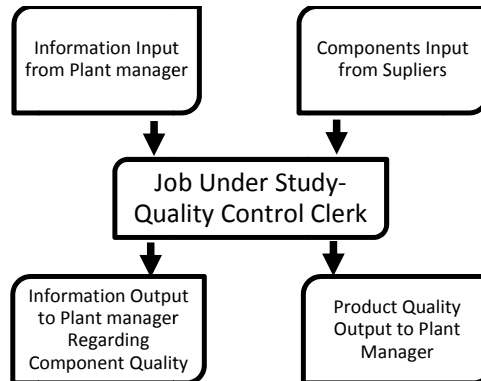 Information Input
from Plant manager
Components Input
from Supliers
Job Under Study-
Quality Control Clerk
Information Output
to Plant manager
Regarding
Component Quality
Product Quality
Output to Plant
Manager